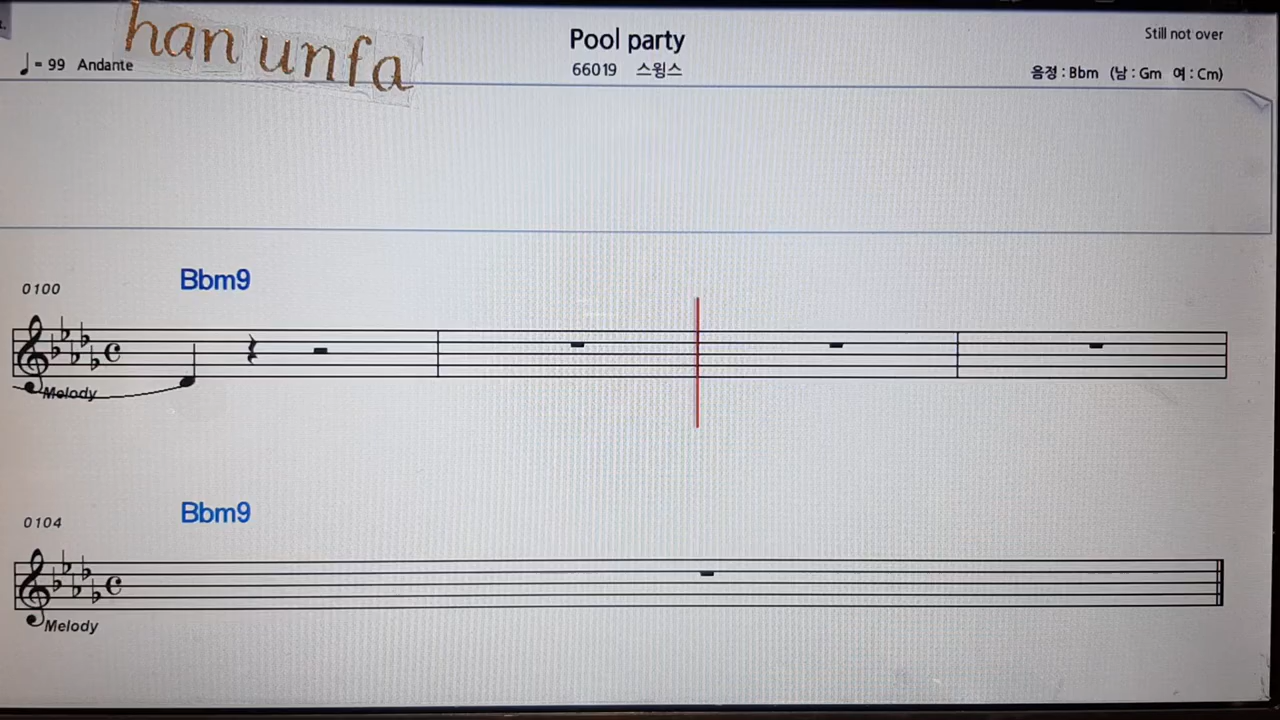 han unfa
Pool party
Still not over
♩= 99 Andante
66019 스윙스
음정 : Bbm (남 : Gm 여 : Cm)
0100
Bbm9
Melody
0104
Bbm9
Melody